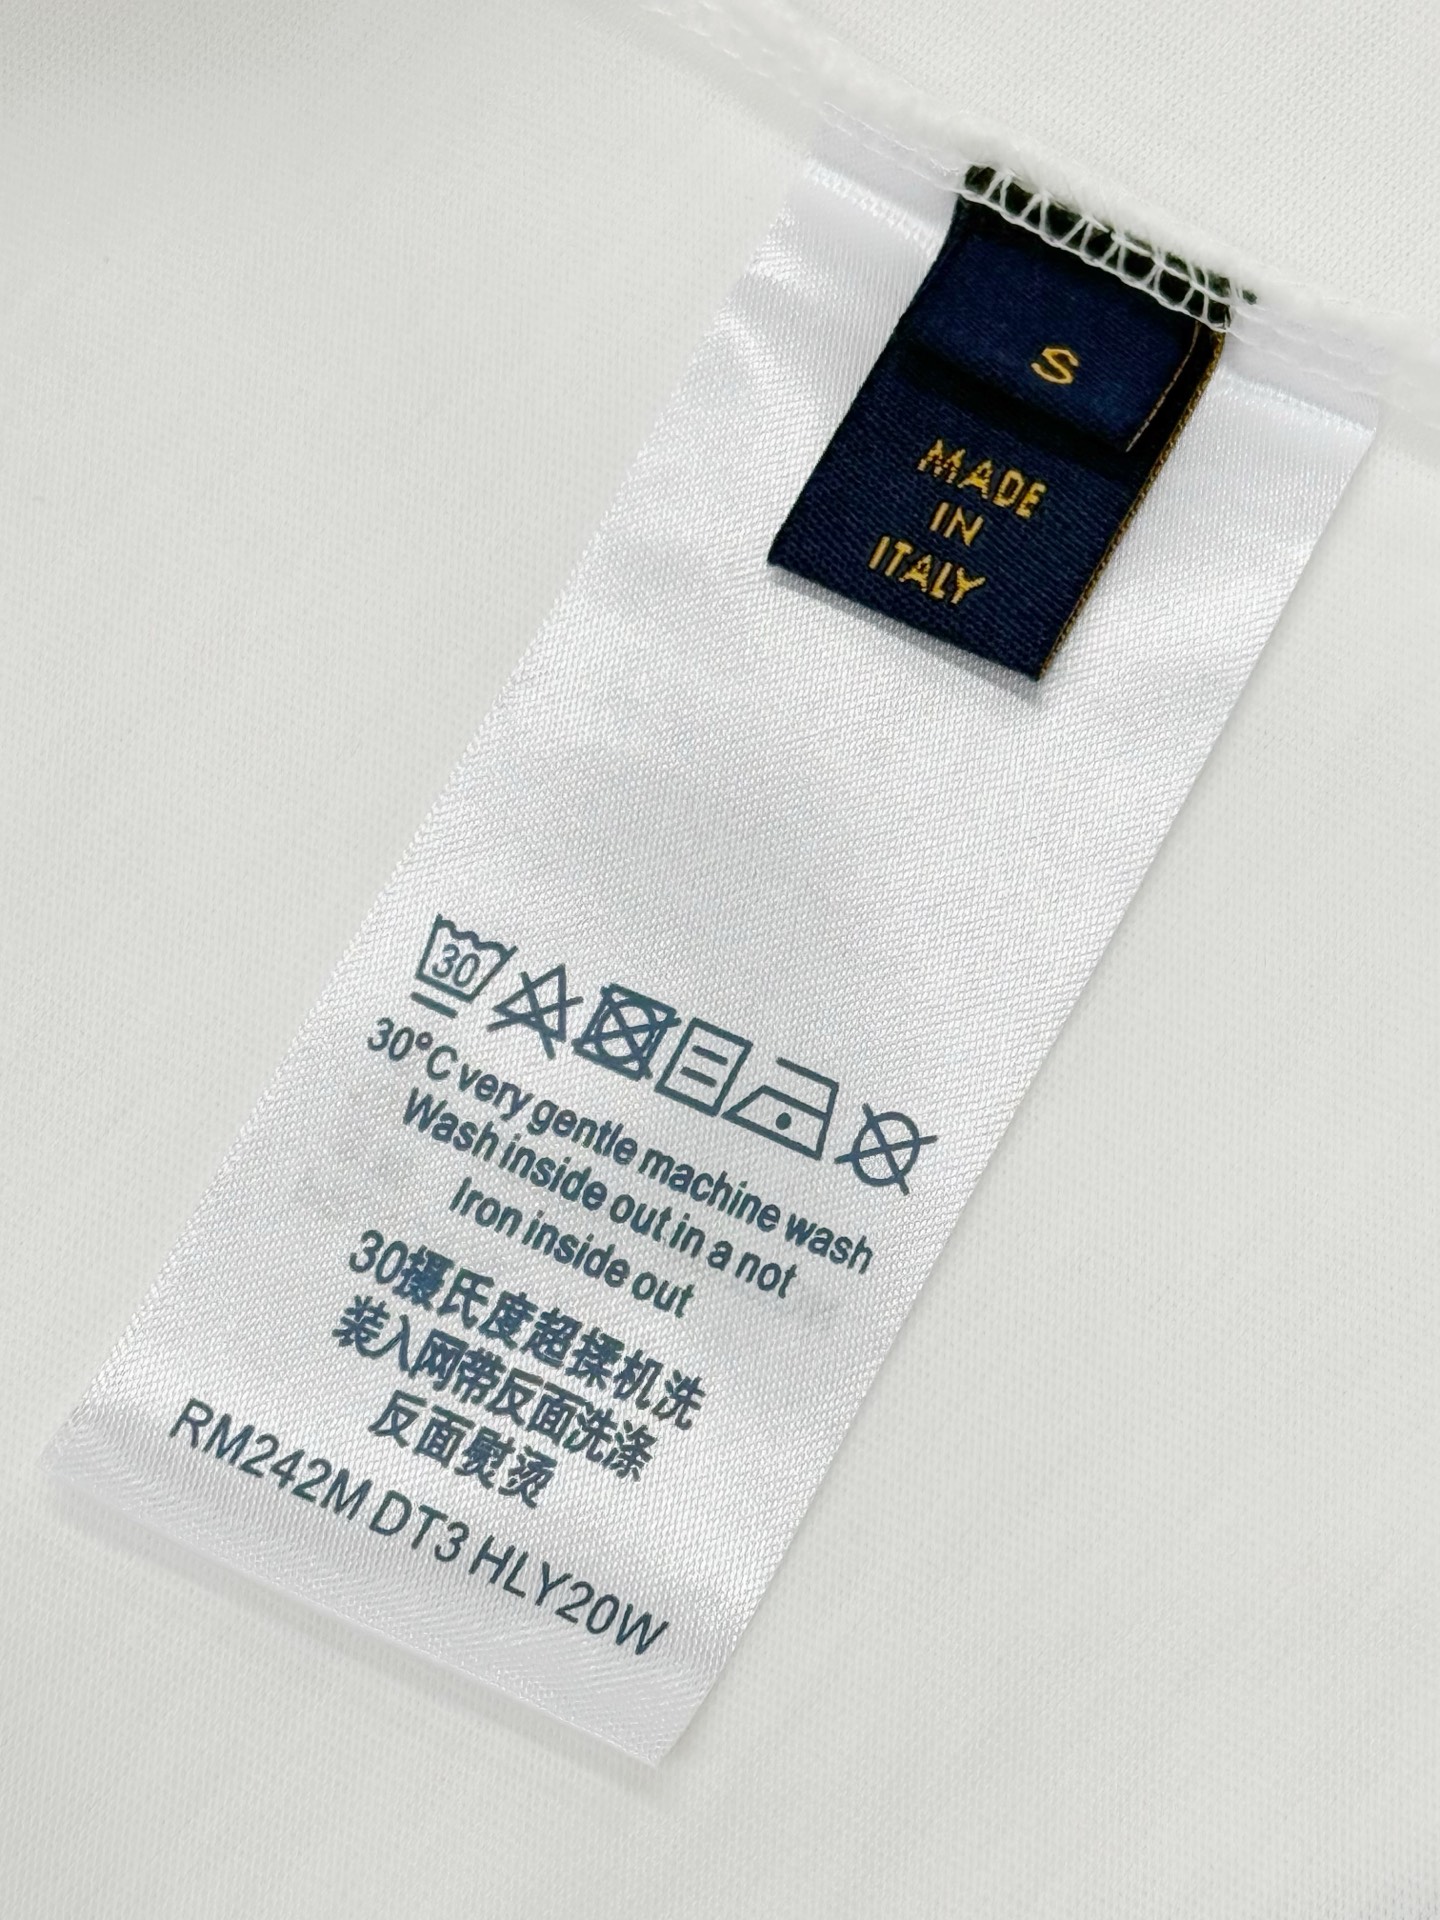 S
MADE
IN
ITALY
30
30°C very gentle machine wash
Wash inside out in a not
Iron inside out
30摄氏度超揉机洗
装入网带反面洗涤
反面熨烫
RM242M DT3 HLY20W